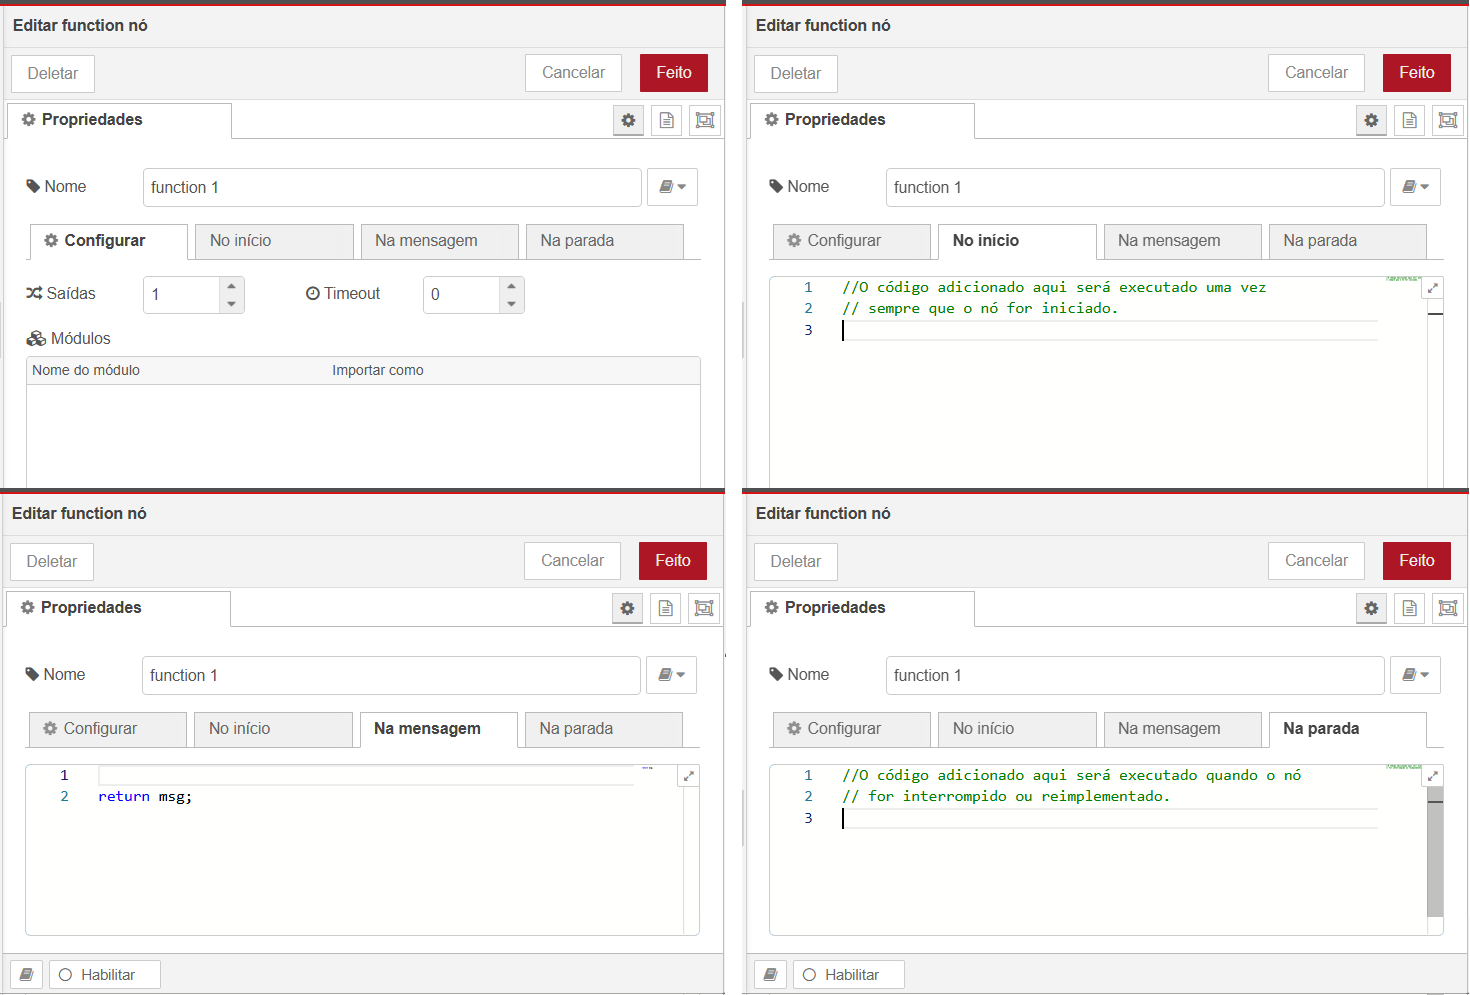 Editar function nó
Deletar Cancelar Feito
Propriedades
Nome function 1
Configurar No início Na mensagem Na parada
Saídas 1 Timeout 0
Módulos
Nome do módulo Importar como
Editar function nó
Deletar Cancelar Feito
Propriedades
Nome function 1
Configurar No início Na mensagem Na parada
1 //O código adicionado aqui será executado uma vez
2 // sempre que o nó for iniciado.
3
Editar function nó
Deletar Cancelar Feito
Propriedades
Nome function 1
Configurar No início Na mensagem Na parada
1
2 return msg;
Habilitar
Editar function nó
Deletar Cancelar Feito
Propriedades
Nome function 1
Configurar No início Na mensagem Na parada
1 //O código adicionado aqui será executado quando o nó
2 // for interrompido ou reimplementado.
3
Habilitar